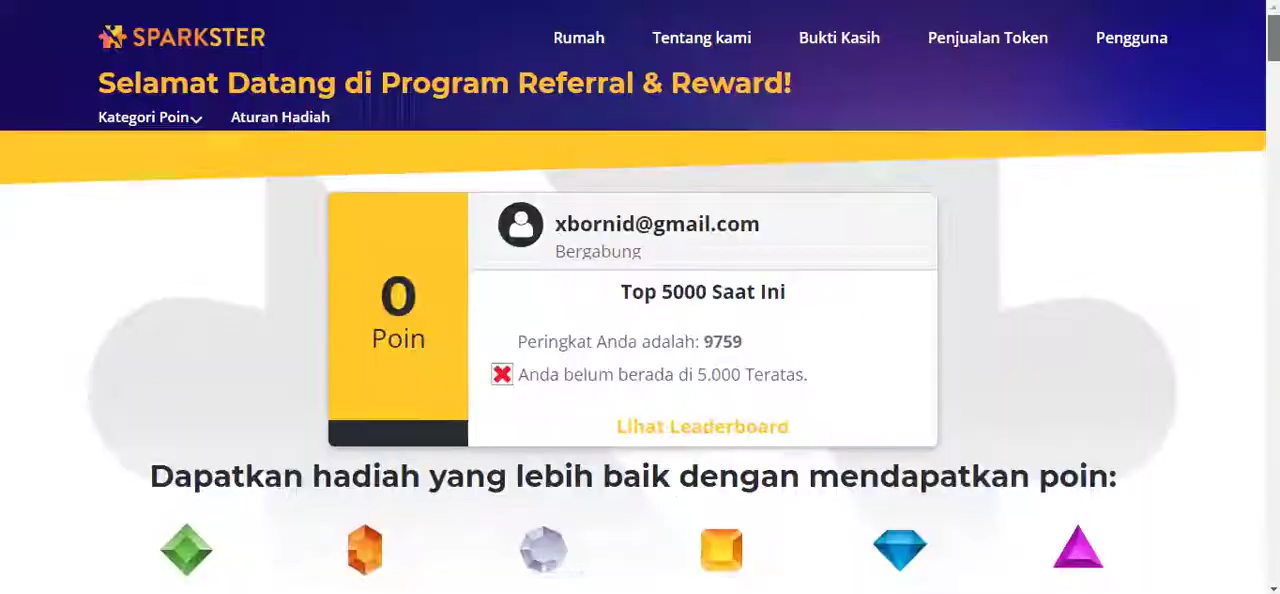 SPARKSTER
Rumah Tentang kami Bukti Kasih Penjualan Token Pengguna
Selamat Datang di Program Referral & Reward!
Kategori Poin Aturan Hadiah
0
Poin
xbornid@gmail.com
Bergabung
Top 5000 Saat Ini
Peringkat Anda adalah: 9759
Anda belum berada di 5.000 Teratas.
Lihat Leaderboard
Dapatkan hadiah yang lebih baik dengan mendapatkan poin: